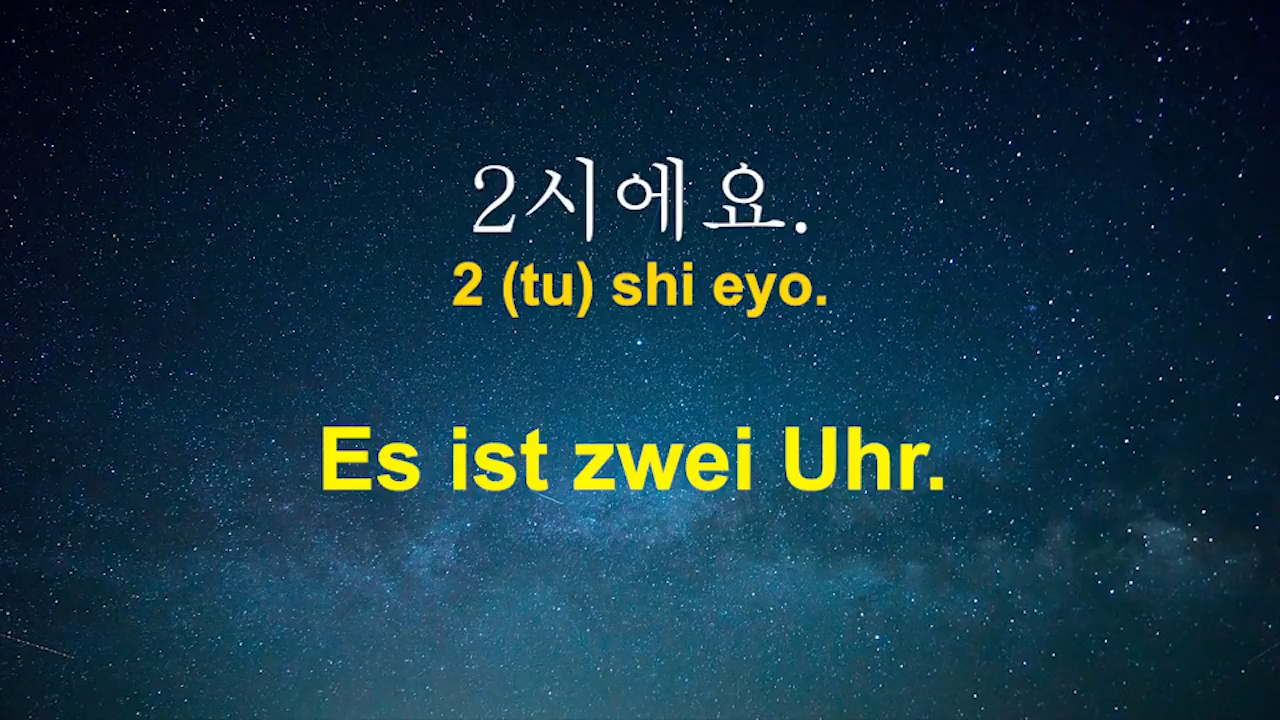 2시에요.
2 (tu) shi eyo.
Es ist zwei Uhr.